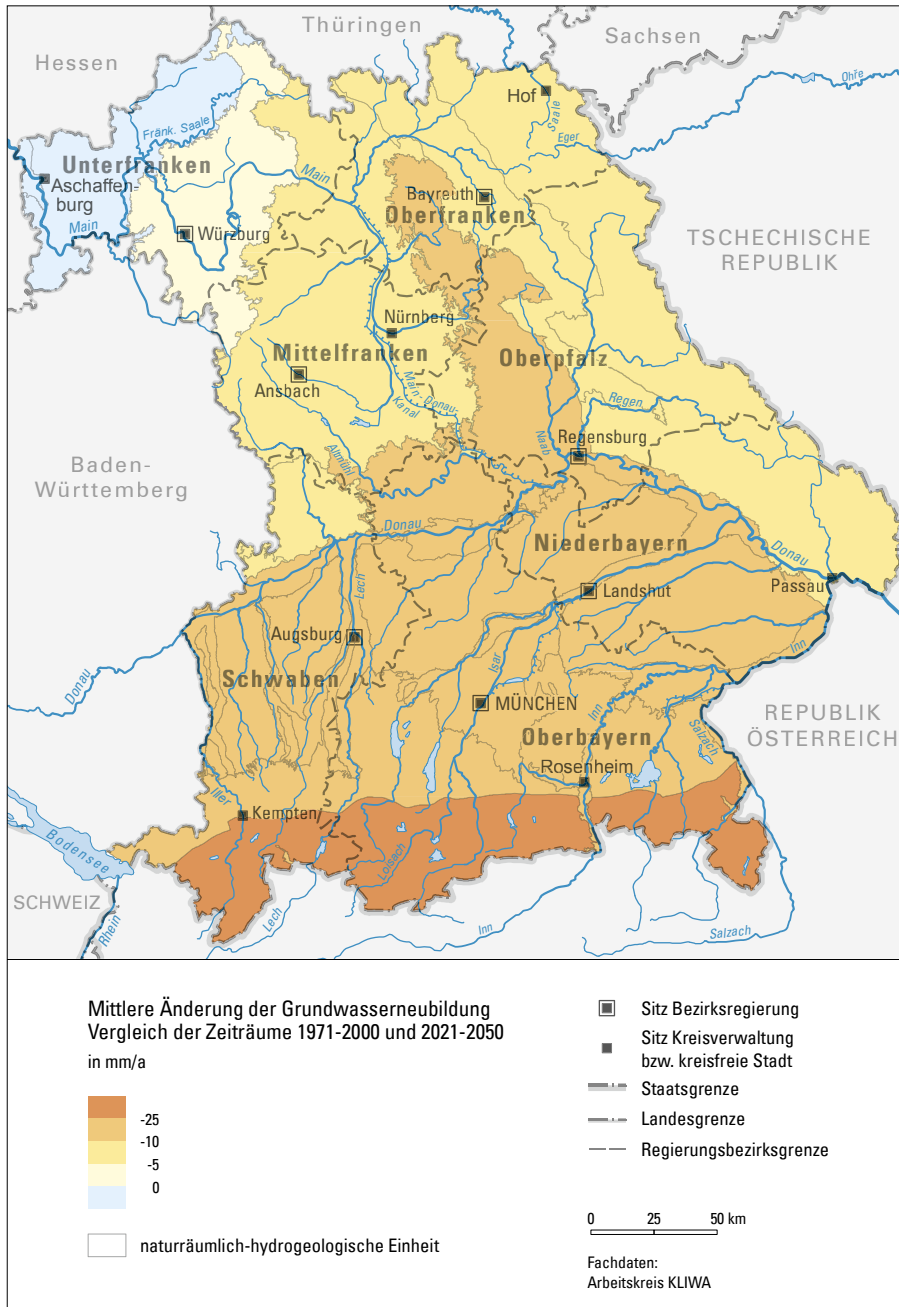 Thüringen
Sachsen
Hessen
Ohře
Hof
Saale
Fränk. Saale
Eger
Unterfranken
Main
Aschaffen-
burg
Bayreuth
Oberfranken
Main
Würzburg
TSCHECHISCHE
REPUBLIK
Nürnberg
Mittelfranken
Oberpfalz
Ansbach
Main-Donau-
Kanal
Regen
Naab
Regensburg
Baden-
Württemberg
Altmühl
Donau
Niederbayern
Donau
Passau
Lech
Landshut
Augsburg
Isar
Inn
Schwaben
Donau
MÜNCHEN
Inn
REPUBLIK
ÖSTERREICH
Oberbayern
Salzach
Rosenheim
Iller
Kempten
Bodensee
Loisach
SCHWEIZ
Rhein
Lech
Inn
Salzach
Mittlere Änderung der Grundwasserneubildung
Vergleich der Zeiträume 1971-2000 und 2021-2050
in mm/a
-25
-10
-5
0
naturräumlich-hydrogeologische Einheit
Sitz Bezirksregierung
Sitz Kreisverwaltung
bzw. kreisfreie Stadt
Staatsgrenze
Landesgrenze
Regierungsbezirksgrenze
0 25 50 km
Fachdaten:
Arbeitskreis KLIWA